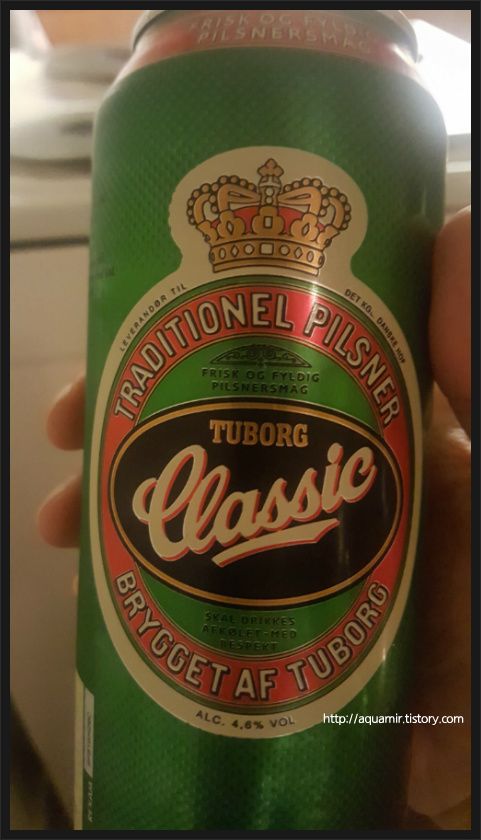 FRISK OG FYLDIG
PILSNERSMAG
LEVERANDØR TIL
DET KGL. DANSKE HOF
TRADITIONEL PILSNER
FRISK OG FYLDIG
PILSNERSMAG
TUBORG
Classic
SKAL DRIKKES
AFKØLET-MED
RESPEKT
BRYGGET AF TUBORG
ALC. 4,6% VOL
http://aquamir.tistory.com